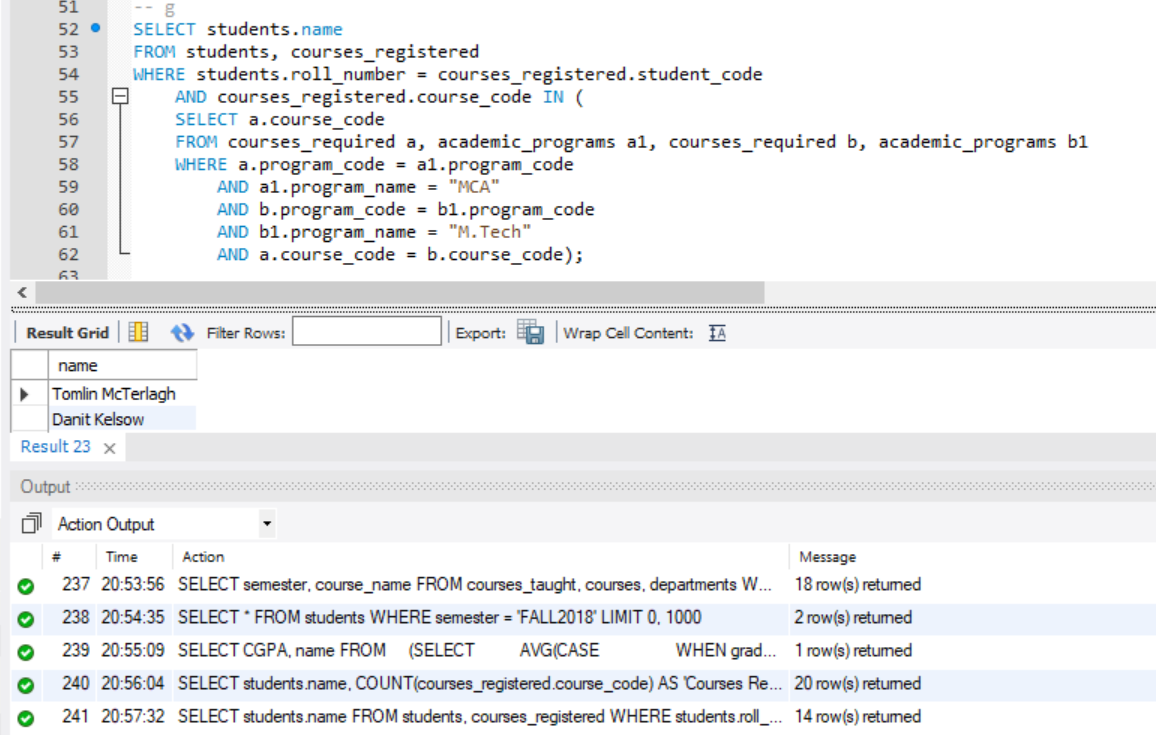 51 -- g
52 SELECT students.name
53 FROM students, courses_registered
54 WHERE students.roll_number = courses_registered.student_code
55 AND courses_registered.course_code IN (
56 SELECT a.course_code
57 FROM courses_required a, academic_programs a1, courses_required b, academic_programs b1
58 WHERE a.program_code = a1.program_code
59 AND a1.program_name = "MCA"
60 AND b.program_code = b1.program_code
61 AND b1.program_name = "M.Tech"
62 AND a.course_code = b.course_code);
63
Result Grid Filter Rows: Export: Wrap Cell Content:
name
Tomlin McTerlagh
Danit Kelsow
Result 23 ×
Output
Action Output
# Time Action Message
237 20:53:56 SELECT semester, course_name FROM courses_taught, courses, departments W... 18 row(s) returned
238 20:54:35 SELECT * FROM students WHERE semester = 'FALL2018' LIMIT 0, 1000 2 row(s) returned
239 20:55:09 SELECT CGPA, name FROM (SELECT AVG(CASE WHEN grad... 1 row(s) returned
240 20:56:04 SELECT students.name, COUNT(courses_registered.course_code) AS 'Courses Re... 20 row(s) returned
241 20:57:32 SELECT students.name FROM students, courses_registered WHERE students.roll_... 14 row(s) returned